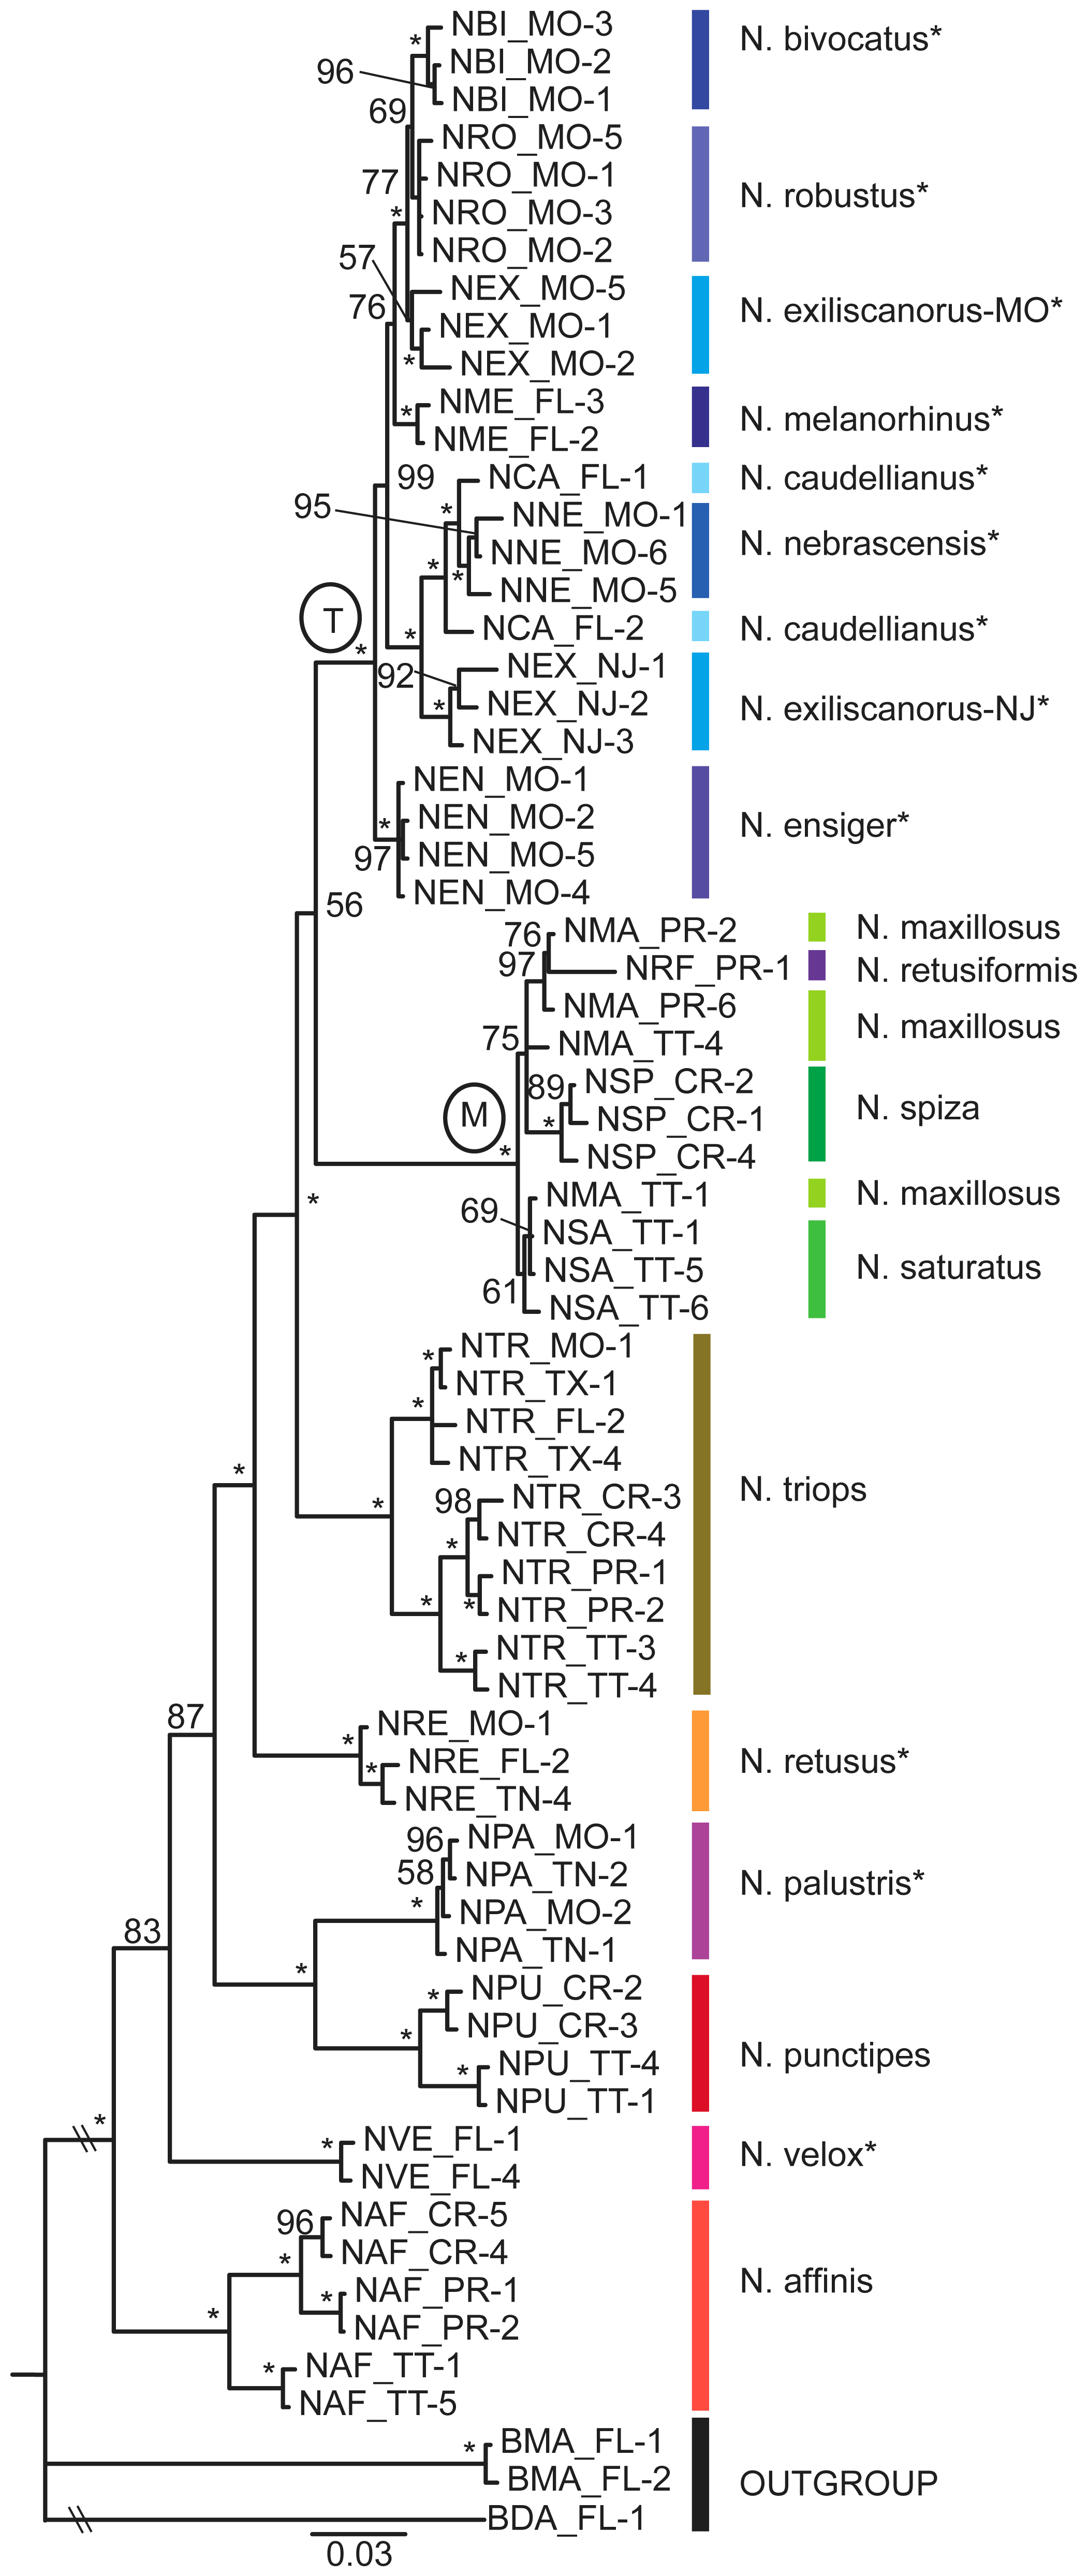 NBI_MO-3
N. bivocatus*
*
NBI_MO-2
96
NBI_MO-1
69
NRO_MO-5
77
NRO_MO-1
N. robustus*
*
NRO_MO-3
NRO_MO-2
57
NEX_MO-5
76
NEX_MO-1
N. exiliscanorus-MO*
*
NEX_MO-2
*
NME_FL-3
N. melanorhinus*
NME_FL-2
99
NCA_FL-1
N. caudellianus*
95
*
NNE_MO-1
NNE_MO-6
N. nebrascensis*
*
*
NNE_MO-5
T
*
NCA_FL-2
N. caudellianus*
*
92
NEX_NJ-1
*
NEX_NJ-2
N. exiliscanorus-NJ*
NEX_NJ-3
NEN_MO-1
*
NEN_MO-2
N. ensiger*
97
NEN_MO-5
NEN_MO-4
56
76
NMA_PR-2
N. maxillosus
97
NRF_PR-1
N. retusiformis
NMA_PR-6
N. maxillosus
75
NMA_TT-4
89
NSP_CR-2
N. spiza
M
*
NSP_CR-1
*
NSP_CR-4
*
NMA_TT-1
N. maxillosus
69
NSA_TT-1
NSA_TT-5
N. saturatus
61
NSA_TT-6
*
NTR_MO-1
NTR_TX-1
*
NTR_FL-2
NTR_TX-4
*
*
98
NTR_CR-3
N. triops
NTR_CR-4
*
NTR_PR-1
*
*
NTR_PR-2
*
NTR_TT-3
NTR_TT-4
87
*
NRE_MO-1
*
NRE_FL-2
N. retusus*
NRE_TN-4
96
NPA_MO-1
58
NPA_TN-2
N. palustris*
*
NPA_MO-2
83
NPA_TN-1
*
*
NPU_CR-2
*
NPU_CR-3
N. punctipes
*
NPU_TT-4
NPU_TT-1
*
*
NVE_FL-1
N. velox*
NVE_FL-4
96
NAF_CR-5
*
NAF_CR-4
N. affinis
*
NAF_PR-1
*
NAF_PR-2
*
NAF_TT-1
NAF_TT-5
*
BMA_FL-1
BMA_FL-2
OUTGROUP
BDA_FL-1
0.03